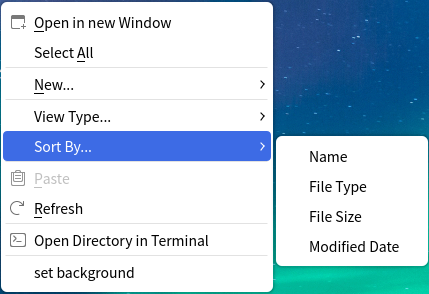 Open in new Window
Select All
New...
View Type...
Sort By...
Paste
Refresh
Open Directory in Terminal
set background
Name
File Type
File Size
Modified Date